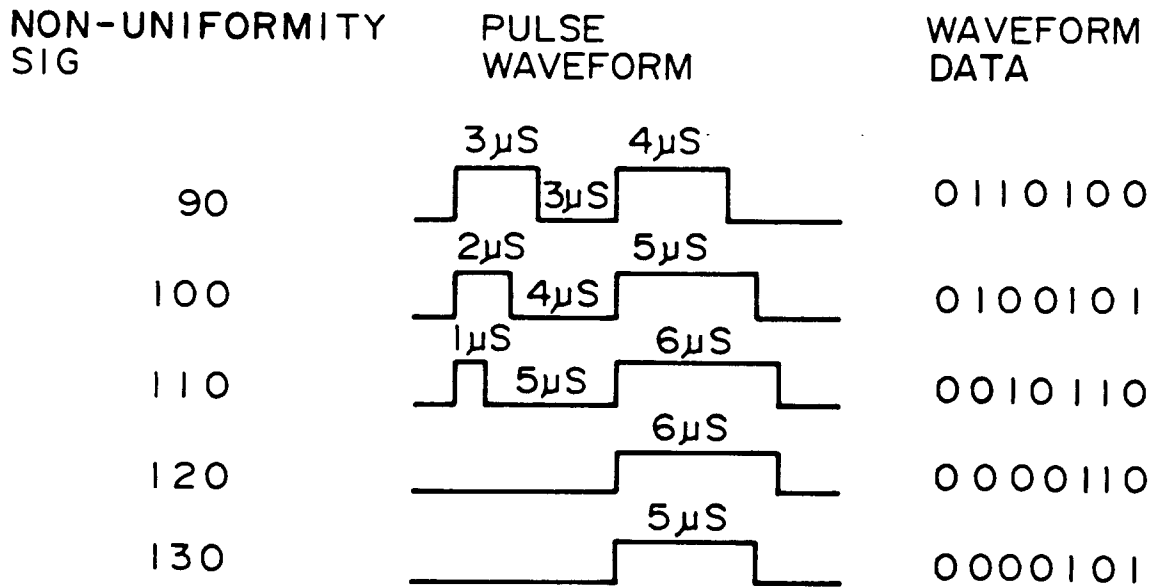 NON-UNIFORMITY SIG
PULSE WAVEFORM
WAVEFORM DATA
90
3µS
3µS
4µS
0110100
100
2µS
4µS
5µS
0100101
110
1µS
5µS
6µS
0010110
120
6µS
0000110
130
5µS
0000101